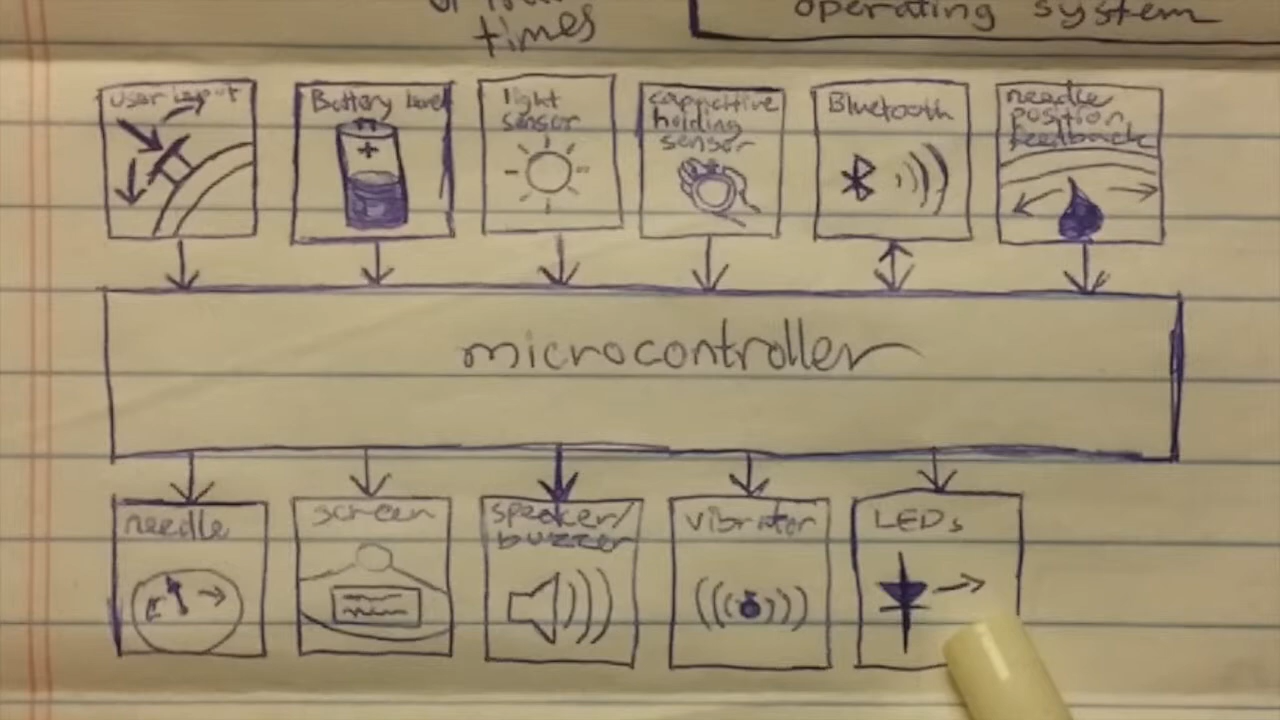 operating system
times
user input
Battery level
light
sensor
cappicitive
holding
sensor
Bluetooth
needle
position
feedback
microcontroller
needle
screen
speaker/
buzzer
vibrator
LEDs